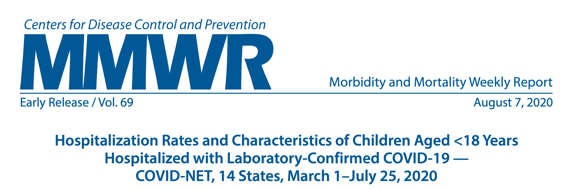 Centers for Disease Control and Prevention
MMWR
Morbidity and Mortality Weekly Report
Early Release / Vol. 69
August 7, 2020
Hospitalization Rates and Characteristics of Children Aged <18 Years
Hospitalized with Laboratory-Confirmed COVID-19 —
COVID-NET, 14 States, March 1–July 25, 2020